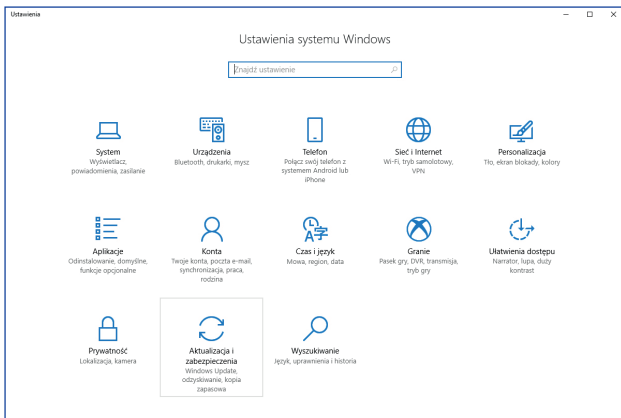 Ustawienia
Ustawienia systemu Windows
Znajdź ustawienie
System
Wyświetlacz,
powiadomienia, zasilanie
Urządzenia
Bluetooth, drukarki, mysz
Telefon
Połącz swój telefon z
systemem Android lub
iPhone
Sieć i Internet
Wi-Fi, tryb samolotowy,
VPN
Personalizacja
Tło, ekran blokady, kolory
Aplikacje
Odinstalowanie, domyślne,
funkcje opcjonalne
Konta
Twoje konta, poczta e-mail,
synchronizacja, praca,
rodzina
Czas i język
Mowa, region, data
Granie
Pasek gry, DVR, transmisja,
tryb gry
Ułatwienia dostępu
Narrator, lupa, duży
kontrast
Prywatność
Lokalizacja, kamera
Aktualizacja i
zabezpieczenia
Windows Update,
odzyskiwanie, kopia
zapasowa
Wyszukiwanie
Język, uprawnienia i historia